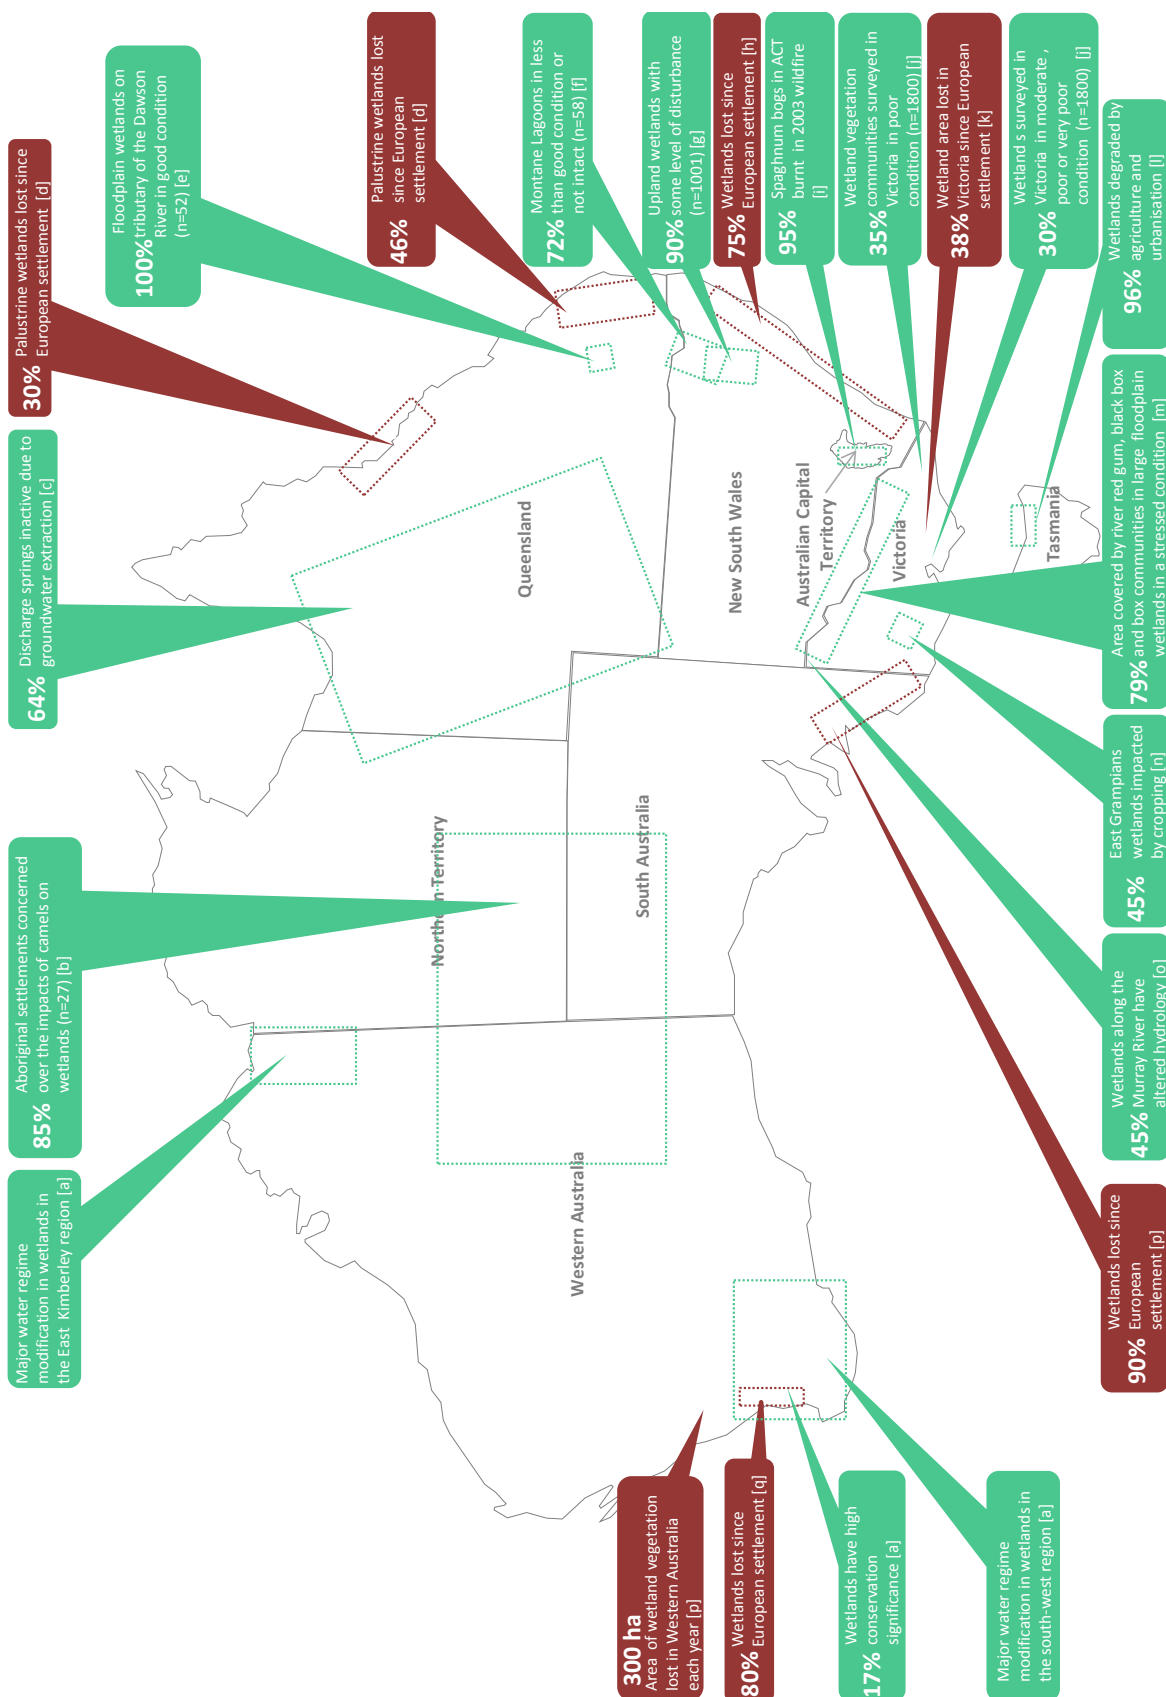 Major water regime
modification in wetlands in
the East Kimberley region [a]
Aboriginal settlements concerned
85% over the impacts of camels on
wetlands (n=27) [b]
Discharge springs inactive due to
64% groundwater extraction [c]
Palustrine wetlands lost since
30% European settlement [d]
Floodplain wetlands on
100% tributary of the Dawson
River in good condition
(n=52) [e]
Palustrine wetlands lost
since European
46% settlement [d]
Montane Lagoons in less
than good condition or
72% not intact (n=58) [f]
Upland wetlands with
90% some level of disturbance
(n=1001) [g]
Wetlands lost since
75% European settlement [h]
Spaghnum bogs in ACT
95% burnt in 2003 wildfire
[i]
Wetland vegetation
communities surveyed in
35% Victoria in poor
condition (n=1800) [j]
Wetland area lost in
38% Victoria since European
settlement [k]
Wetland s surveyed in
Victoria in moderate ,
30% poor or very poor
condition (n=1800) [j]
Wetlands degraded by
96% agriculture and
urbanisation [l]
Area covered by river red gum, black box
79% and box communities in large floodplain
wetlands in a stressed condition [m]
East Grampians
wetlands impacted
45% by cropping [n]
Wetlands along the
45% Murray River have
altered hydrology [o]
Wetlands lost since
90% European
settlement [p]
Major water regime
modification in wetlands in
the south-west region [a]
Wetlands have high
17% conservation
significance [a]
Wetlands lost since
80% European settlement [q]
300 ha
Area of wetland vegetation
lost in Western Australia
each year [p]
Western Australia
Northern Territory
South Australia
Queensland
New South Wales
Australian Capital
Territory
Victoria
Tasmania